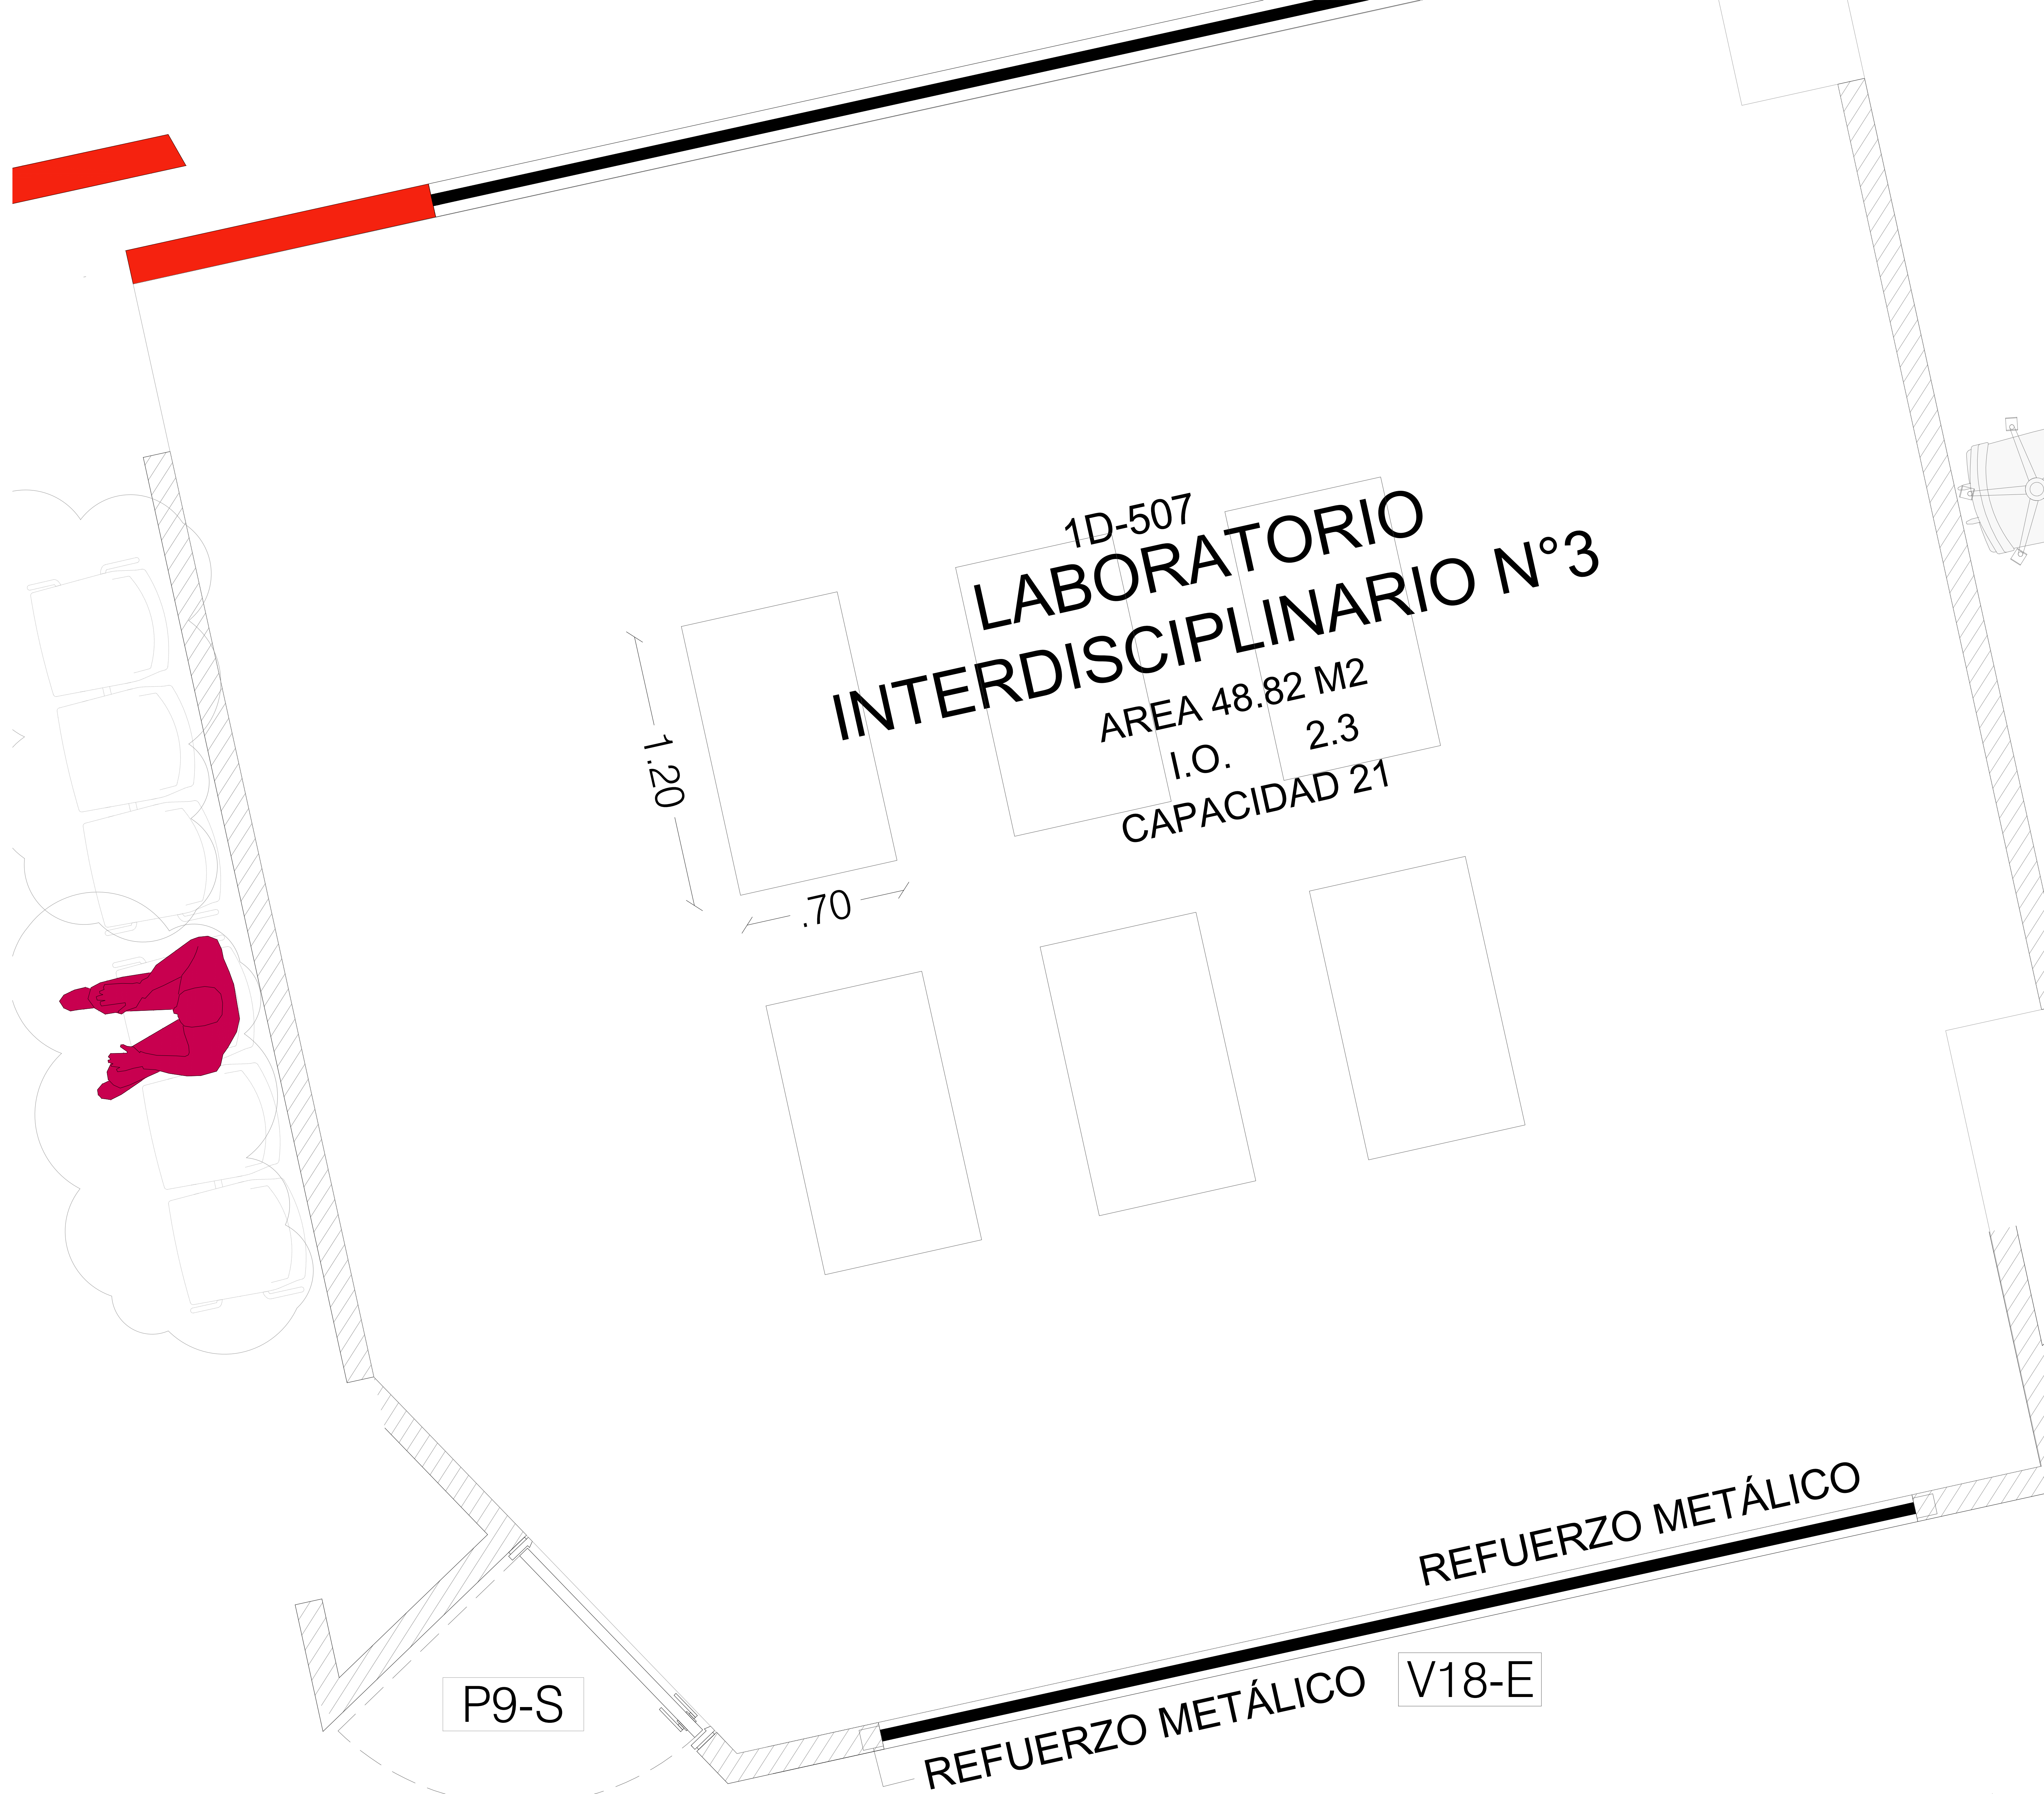 1D-507
LABORATORIO
INTERDISCIPLINARIO N°3
AREA 48.82 M2
I.O. 2.3
CAPACIDAD 21
1.20
.70
REFUERZO METÁLICO
REFUERZO METÁLICO
V18-E
P9-S